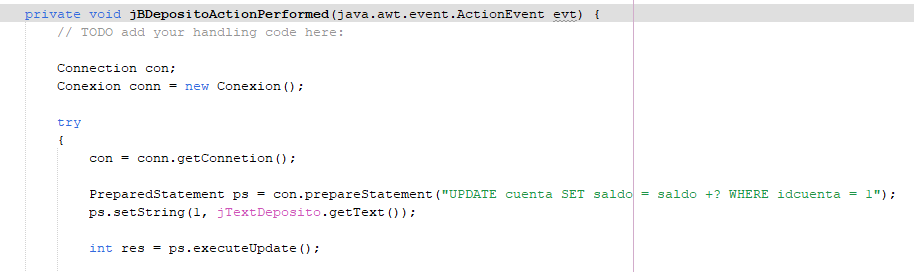 private void jBDepositoActionPerformed(java.awt.event.ActionEvent evt) {
// TODO add your handling code here:
Connection con;
Conexion conn = new Conexion();
try
{
con = conn.getConnetion();
PreparedStatement ps = con.prepareStatement("UPDATE cuenta SET saldo = saldo +? WHERE idcuenta = 1");
ps.setString(1, jTextDeposito.getText());
int res = ps.executeUpdate();